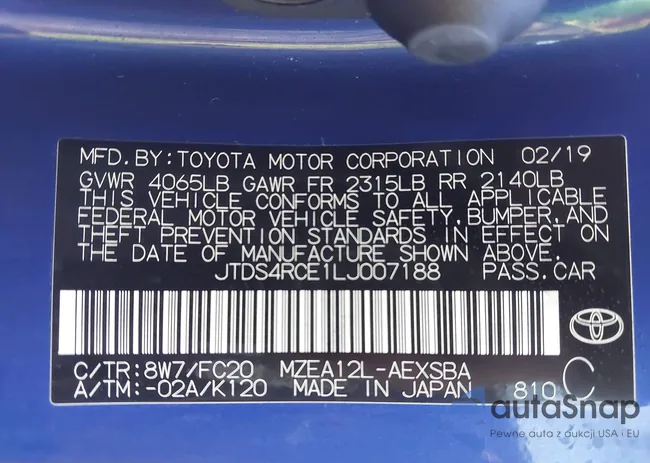 MFD.BY:TOYOTA MOTOR CORPORATION 02/19
GVWR 4065LB GAWR FR 2315LB RR 2140LB
THIS VEHICLE CONFORMS TO ALL APPLICABLE
FEDERAL MOTOR VEHICLE SAFETY,BUMPER,AND
THEFT PREVENTION STANDARDS IN EFFECT ON
THE DATE OF MANUFACTURE SHOWN ABOVE.
JTDS4RCE1LJ007188 PASS.CAR
C/TR:8W7/FC20 MZEA12L-AEXSBA
A/TM:-02A/K120 MADE IN JAPAN 810 C
autaSnap
Pewne auta z aukcji USA i EU